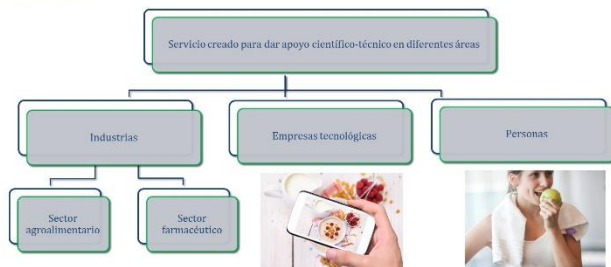 Servicio creado para dar apoyo científico-técnico en diferentes áreas
Industrias
Empresas tecnológicas
Personas
Sector
agroalimentario
Sector
farmacéutico